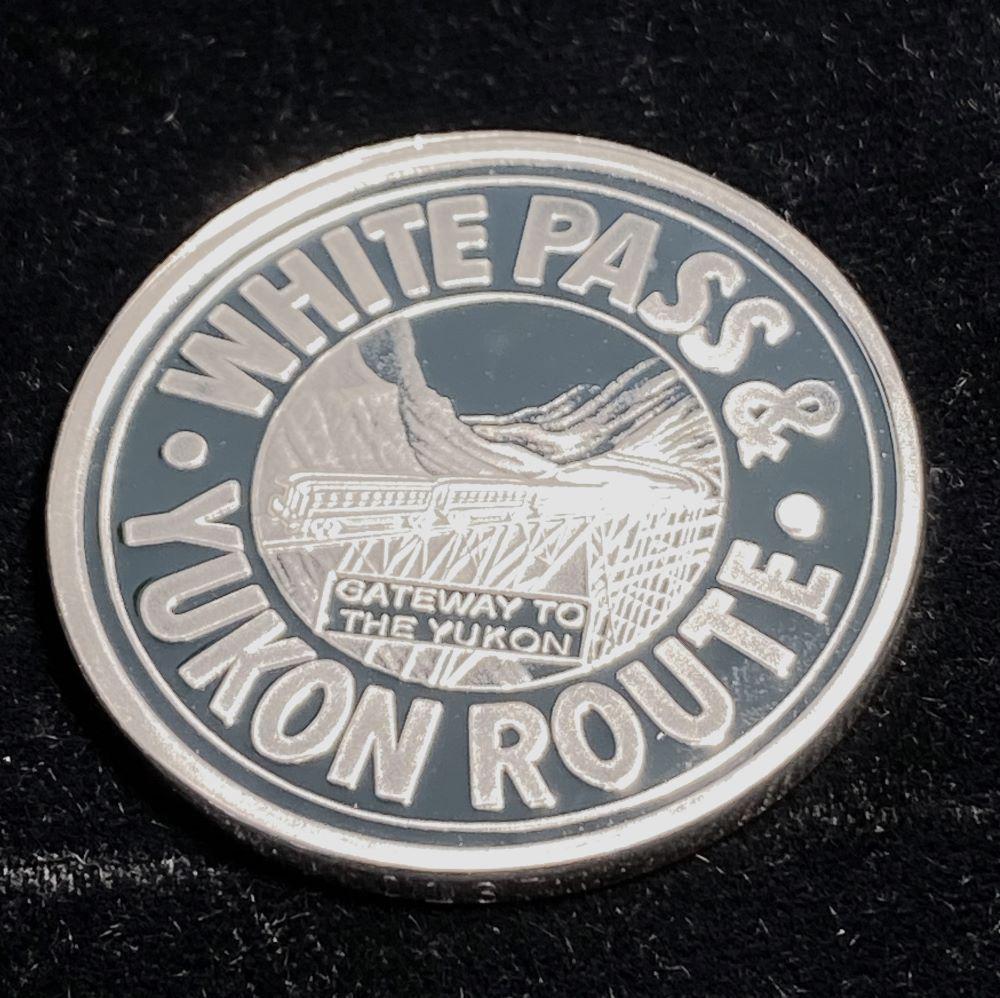 WHITE PASS &
· YUKON ROUTE ·
GATEWAY TO
THE YUKON